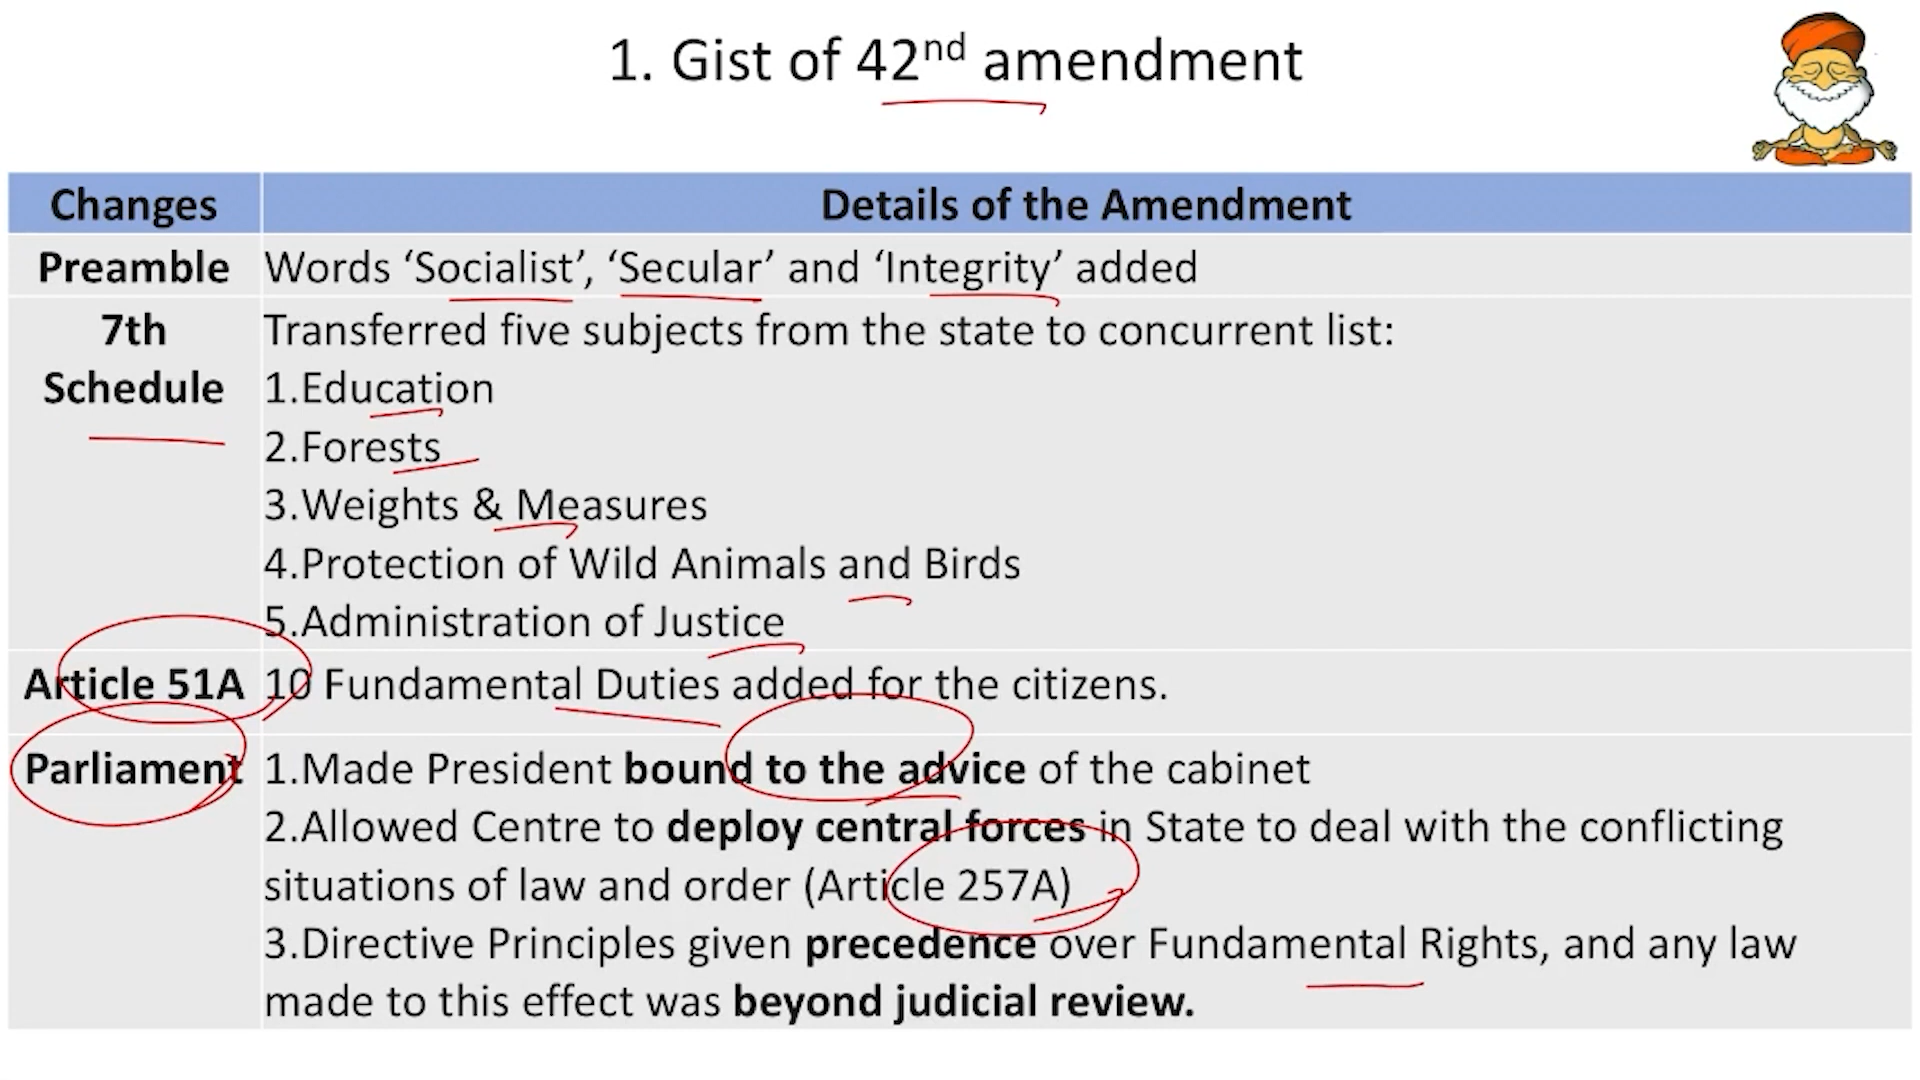 1. Gist of 42nd amendment
Changes Details of the Amendment
Preamble Words ‘Socialist’, ‘Secular’ and ‘Integrity’ added
7th Schedule Transferred five subjects from the state to concurrent list:
1.Education
2.Forests
3.Weights & Measures
4.Protection of Wild Animals and Birds
5.Administration of Justice
Article 51A 10 Fundamental Duties added for the citizens.
Parliament 1.Made President bound to the advice of the cabinet
2.Allowed Centre to deploy central forces in State to deal with the conflicting
situations of law and order (Article 257A)
3.Directive Principles given precedence over Fundamental Rights, and any law
made to this effect was beyond judicial review.